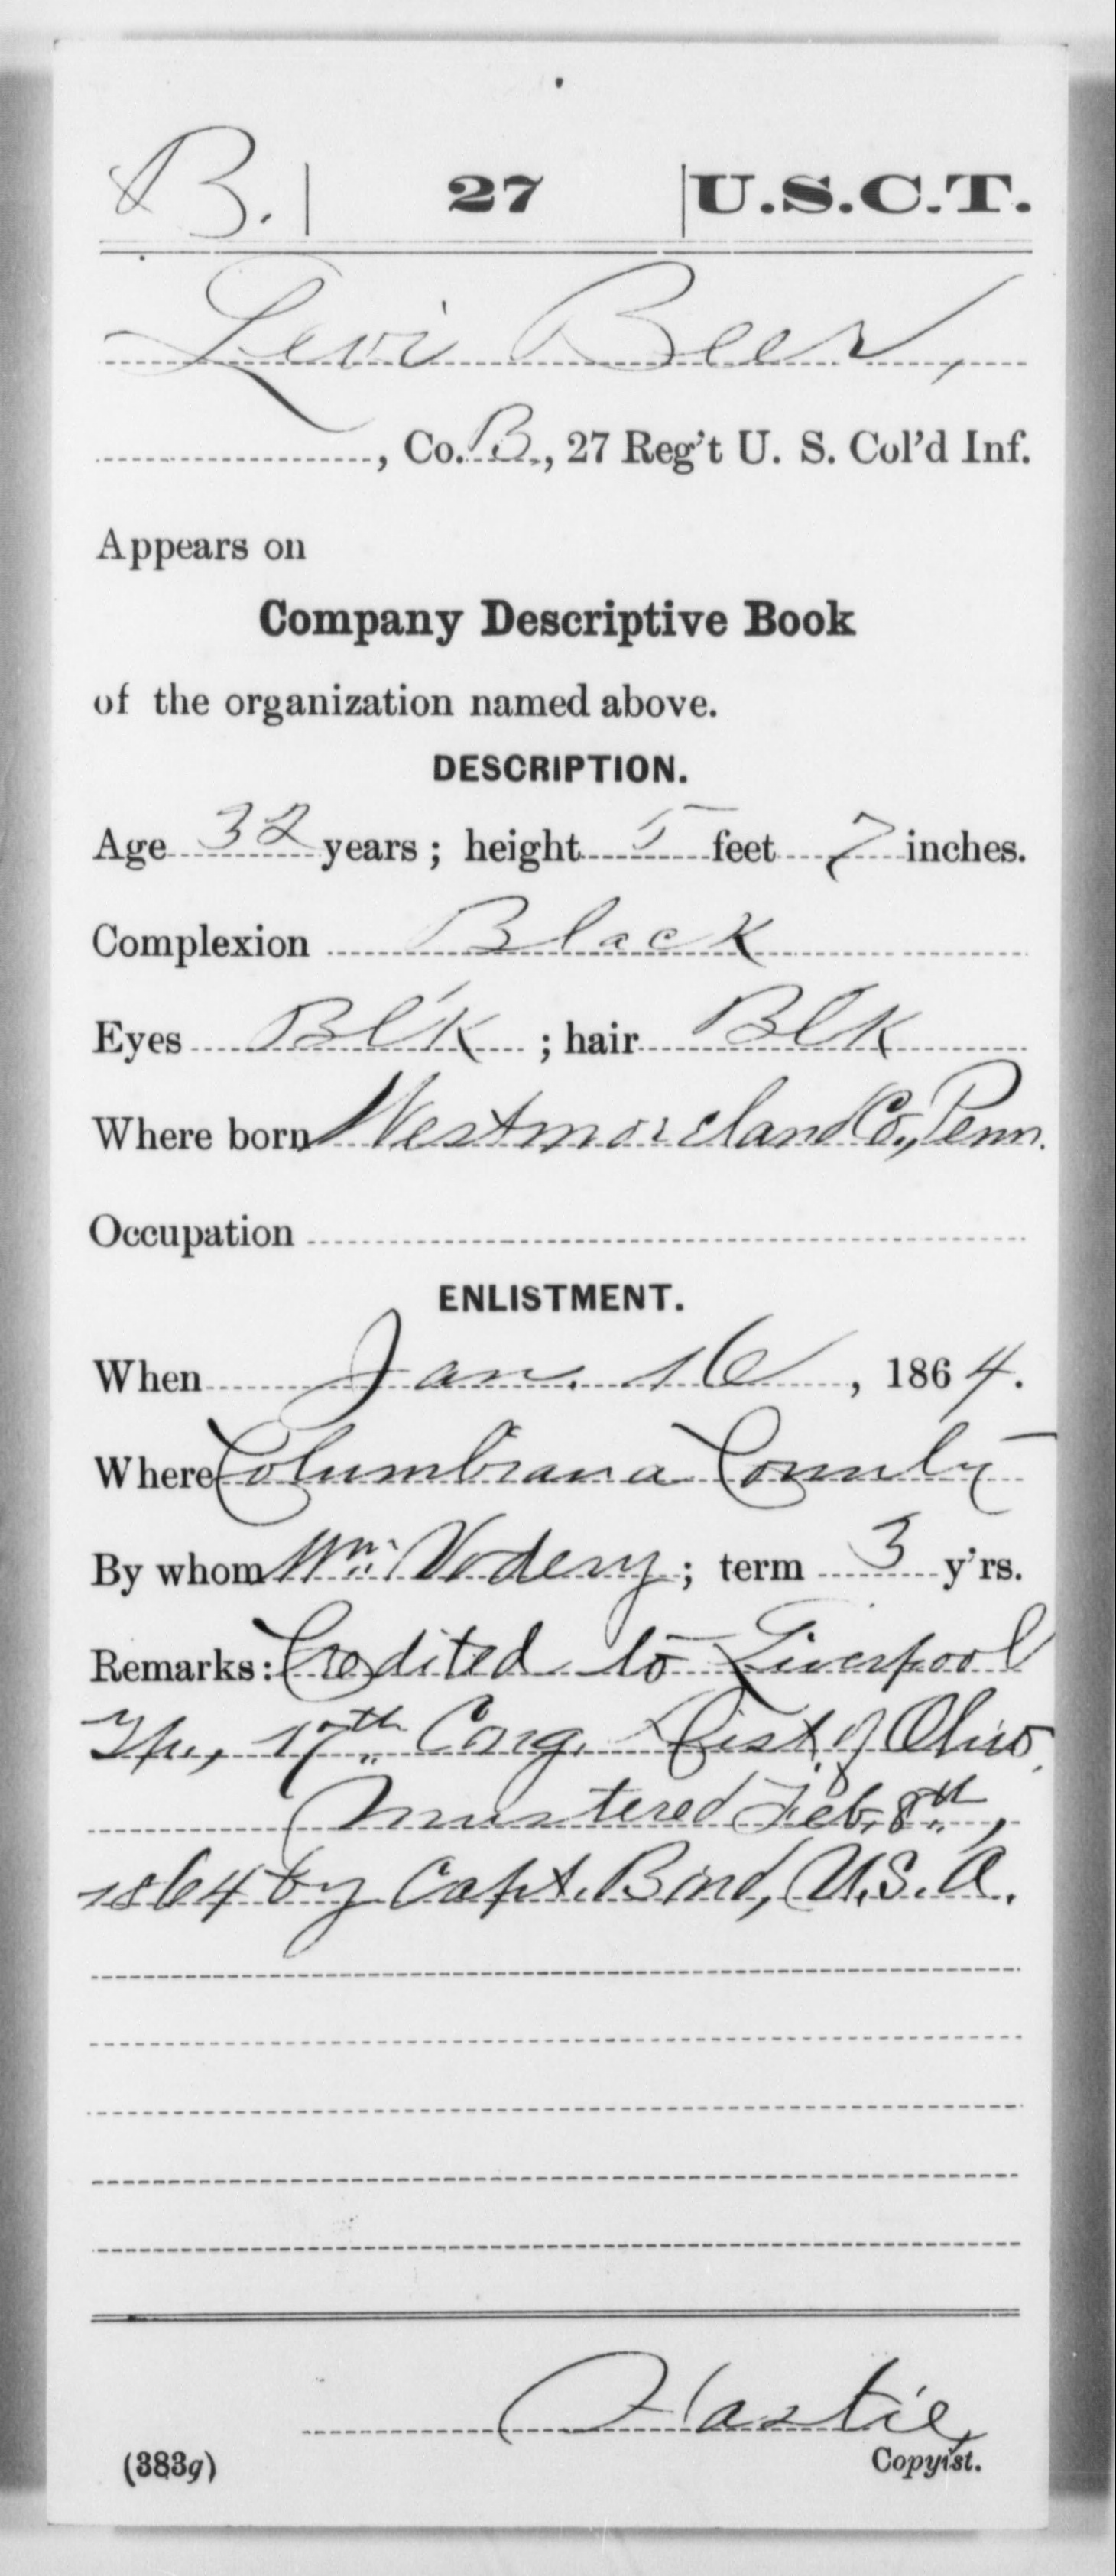 B. | 27 | U.S.C.T.
Levi Beer,
, Co. B., 27 Reg't U. S. Col'd Inf.
Appears on
Company Descriptive Book
of the organization named above.
DESCRIPTION.
Age 32 years; height 5 feet 7 inches.
Complexion Black
Eyes Bl'k ; hair Blk
Where born Westmoreland Co., Penn.
Occupation
ENLISTMENT.
When Jan. 16, 1864.
Where Columbiana County
By whom Wm. Vodery; term 3 y'rs.
Remarks: Credited to Liverpool
Tp., 17th Cong. Dist. of Ohio.
Mustered Feb. 8th,
1864 by Capt. Bind, U.S.A.
Hastie,
(383g) Copyist.